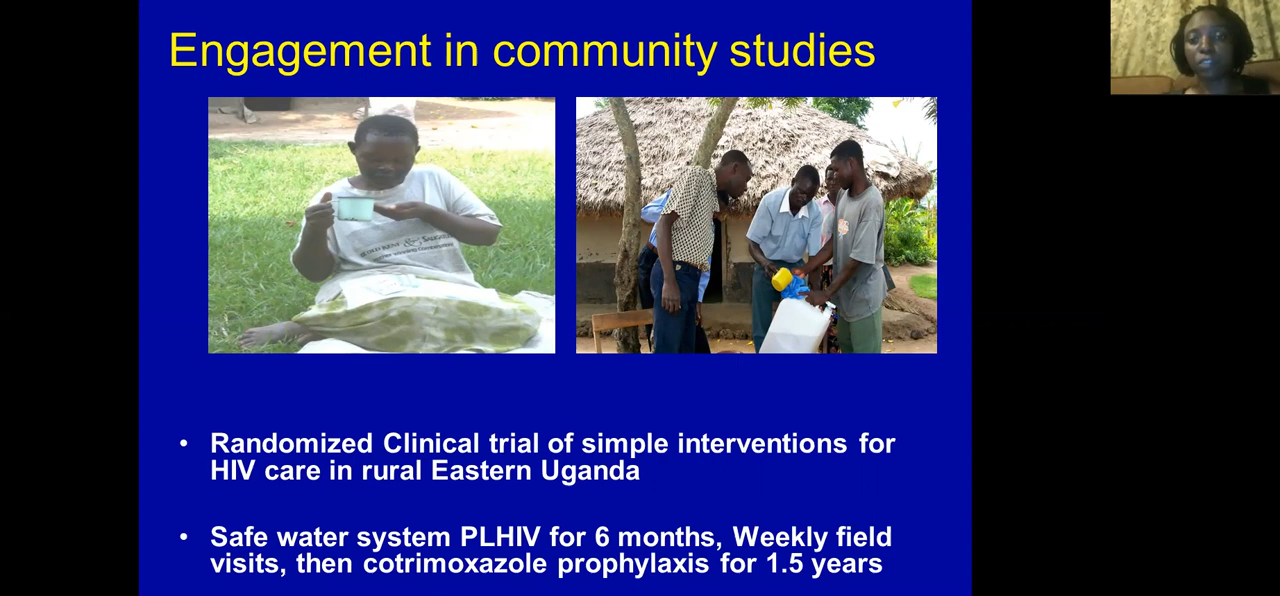 Engagement in community studies
• Randomized Clinical trial of simple interventions for
HIV care in rural Eastern Uganda
• Safe water system PLHIV for 6 months, Weekly field
visits, then cotrimoxazole prophylaxis for 1.5 years